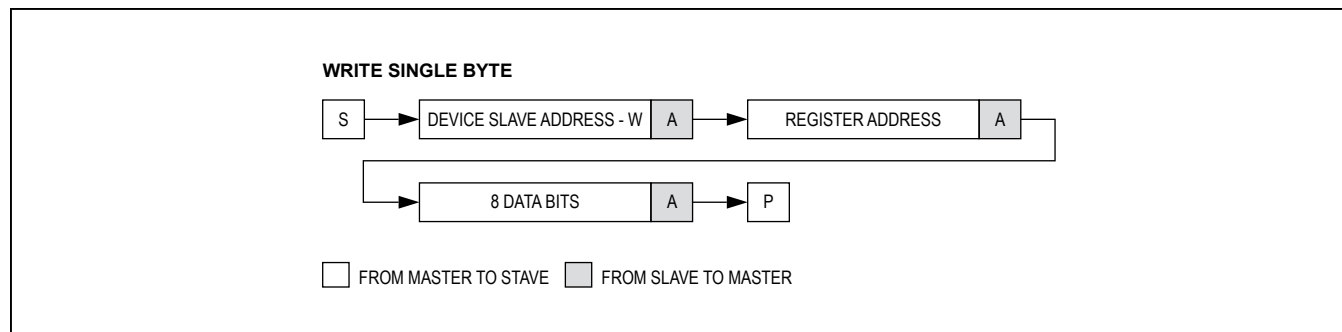 WRITE SINGLE BYTE
S DEVICE SLAVE ADDRESS - W A REGISTER ADDRESS A
8 DATA BITS A P
FROM MASTER TO STAVE FROM SLAVE TO MASTER